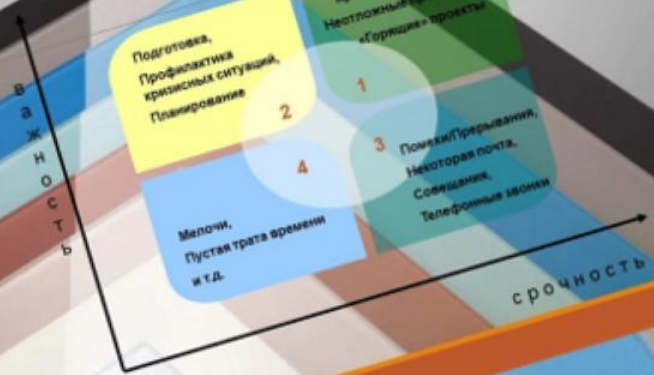 Неотложные
«Горящие» проекты
1
Подготовка,
Профилактика
кризисных ситуаций,
Планирование
2
3
Помехи/Прерывания,
Некоторая почта,
Совещания,
Телефонные звонки
4
Мелочи,
Пустая трата времени
и т.д.
важность
срочность